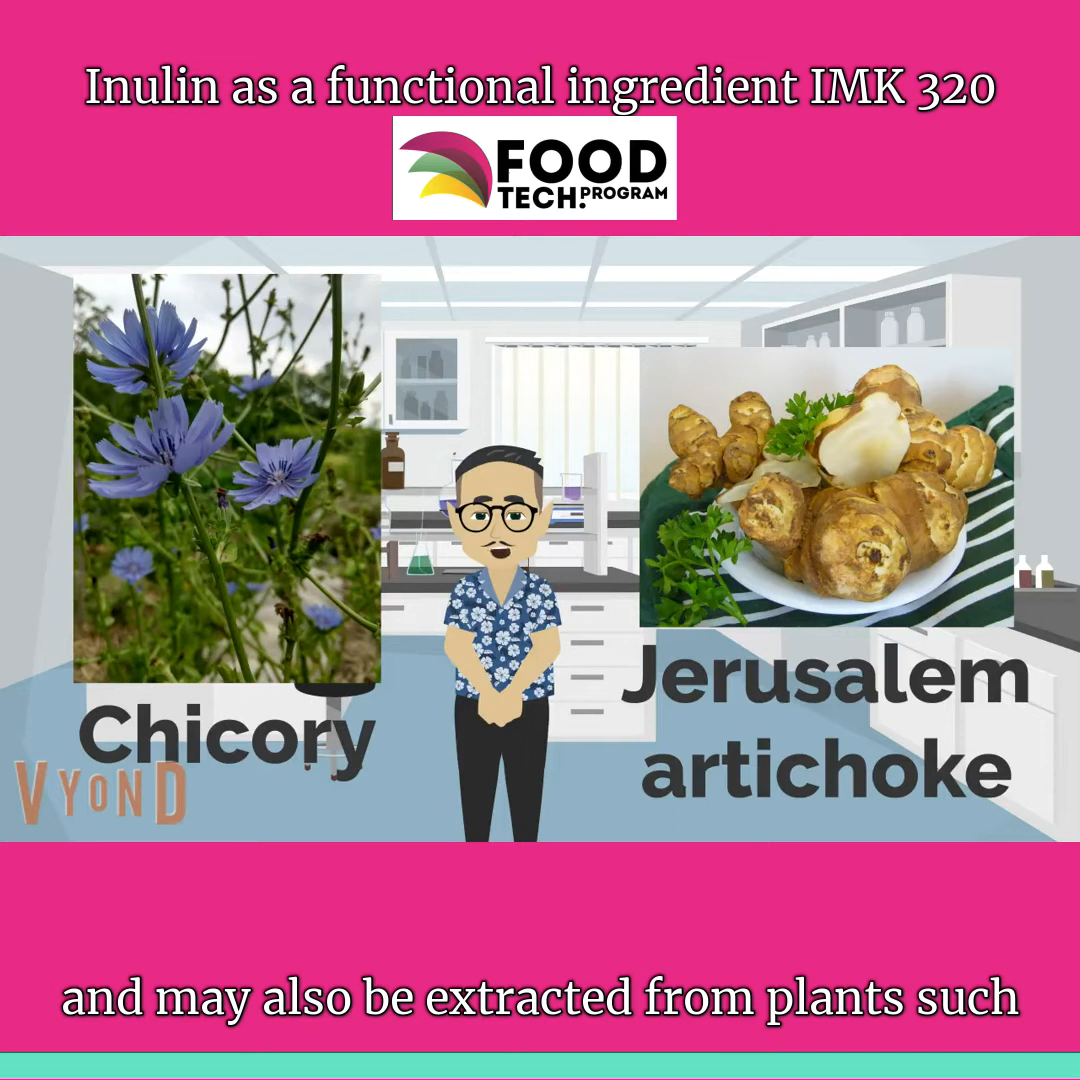 Inulin as a functional ingredient IMK 320
FOOD
TECH. PROGRAM
Chicory
Jerusalem
artichoke
VYOND
and may also be extracted from plants such